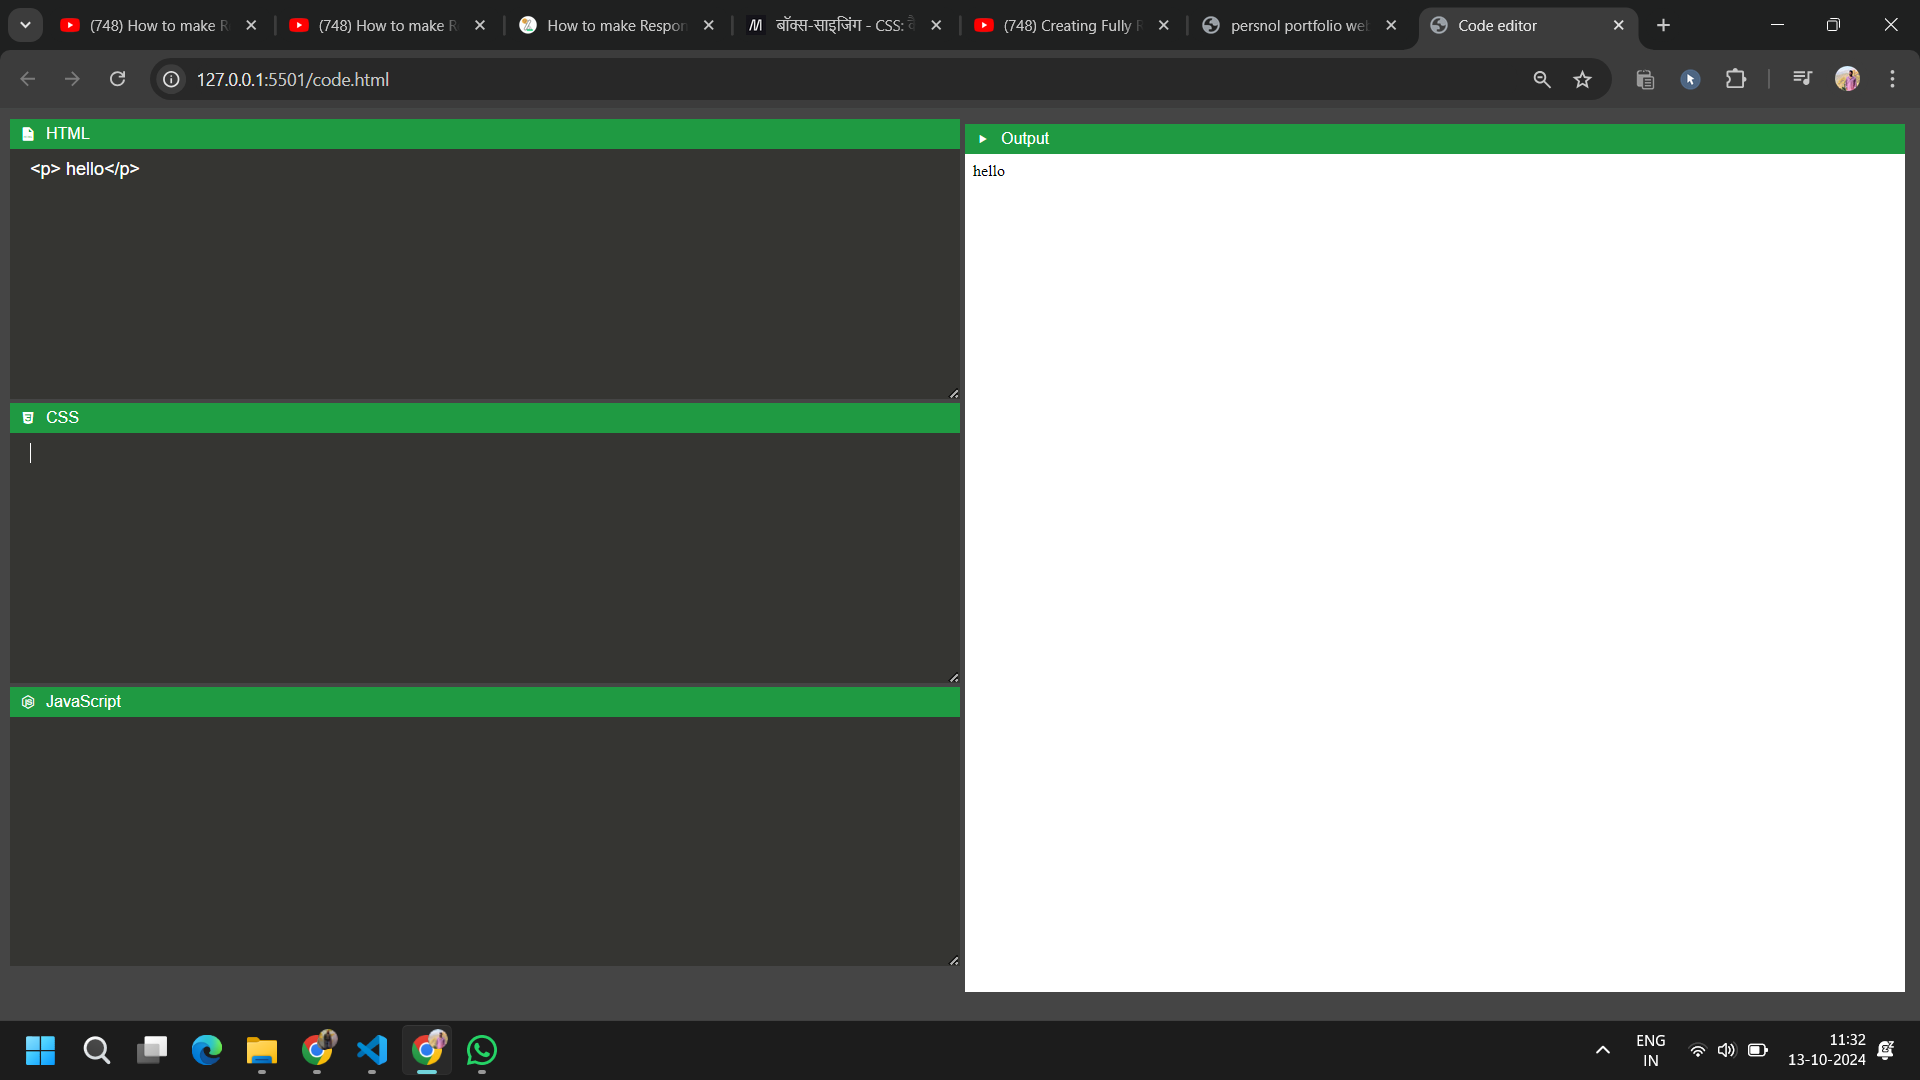 (748) How to make R
(748) How to make R
How to make Respon
बॉक्स-साइजिंग - CSS: कै
(748) Creating Fully R
persnol portfolio web
Code editor
127.0.0.1:5501/code.html
HTML
<p> hello</p>
CSS
JavaScript
Output
hello
ENG
IN
11:32
13-10-2024